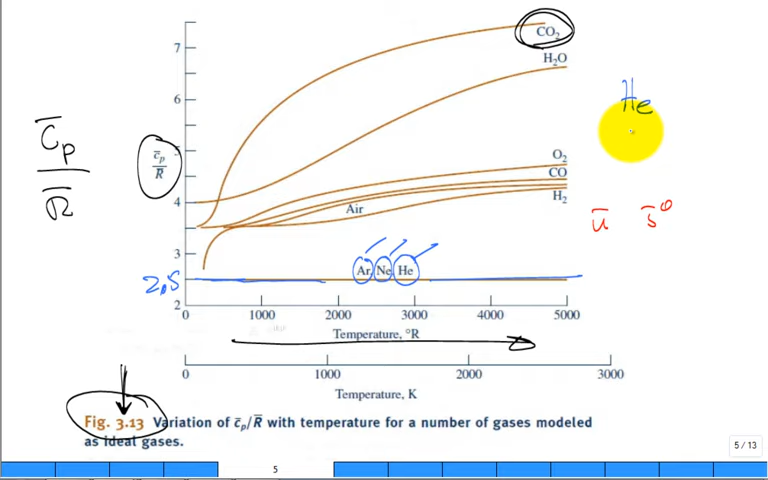 CO₂
7
H₂O
6
He
C̄p
R̄
c̄p
R̄
5
O₂
CO
4
Air
H₂
ū s̄°
3
2.5
Ar, Ne, He
2
0 1000 2000 3000 4000 5000
Temperature, °R
0 1000 2000 3000
Temperature, K
Fig. 3.13 Variation of c̄p/R̄ with temperature for a number of gases modeled
as ideal gases.
5 / 13
5